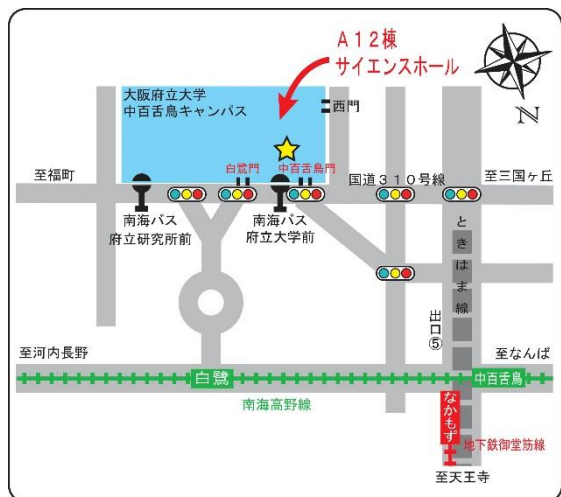 A12棟
サイエンスホール
大阪府立大学
中百舌鳥キャンパス
西門
N
白鷺門
中百舌鳥門
国道310号線
至福町
至三国ヶ丘
南海バス
府立研究所前
南海バス
府立大学前
ときはま線
出口⑤
至河内長野
至なんば
白鷺
中百舌鳥
南海高野線
なかもず
地下鉄御堂筋線
至天王寺